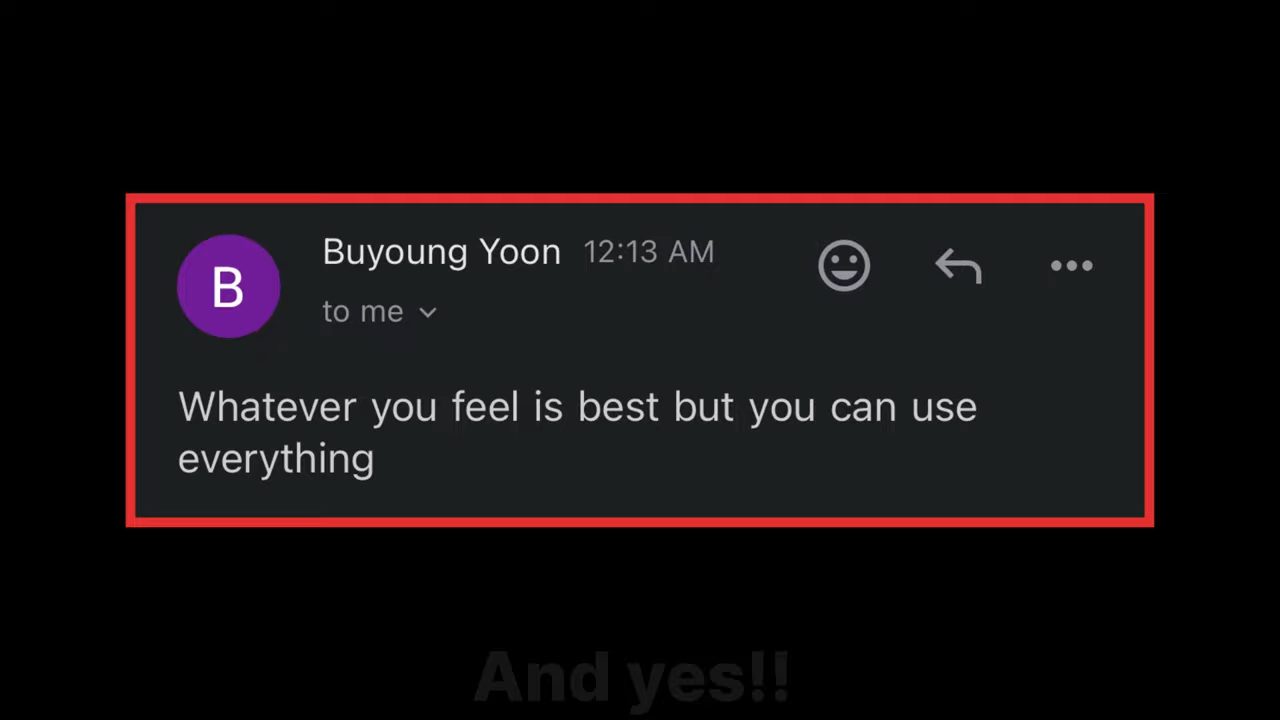 B
Buyoung Yoon 12:13 AM
to me
Whatever you feel is best but you can use
everything
And yes!!